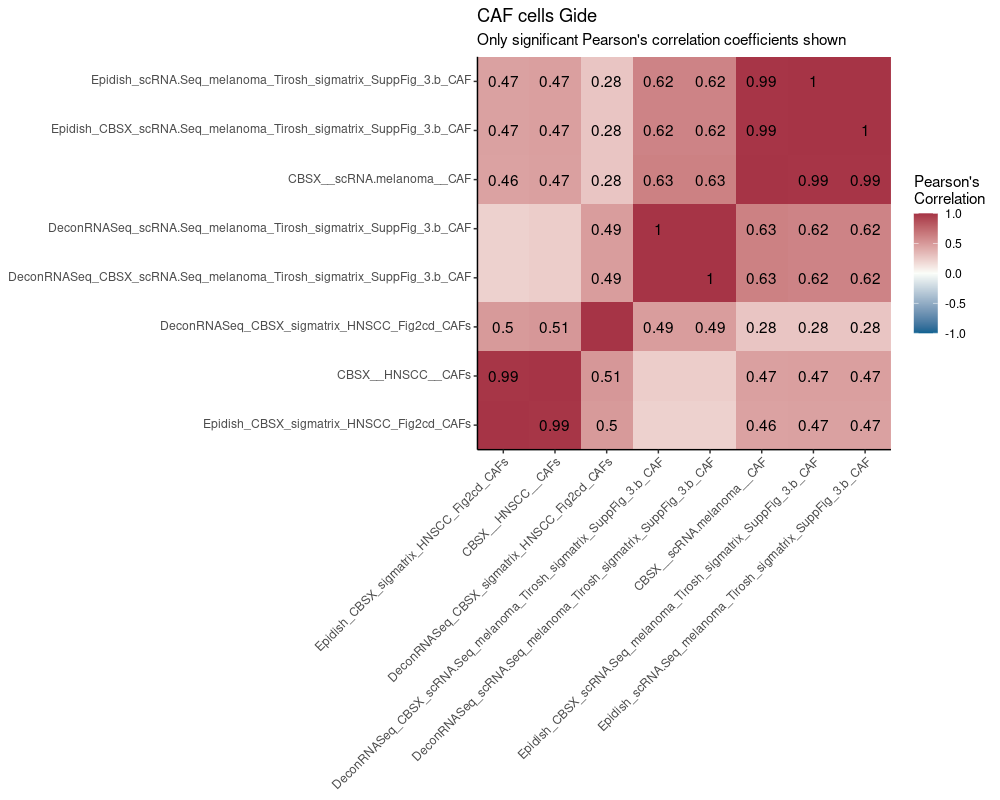 CAF cells Gide
Only significant Pearson's correlation coefficients shown
Epidish_scRNA.Seq_melanoma_Tirosh_sigmatrix_SuppFig_3.b_CAF 0.47 0.47 0.28 0.62 0.62 0.99 1
Epidish_CBSX_scRNA.Seq_melanoma_Tirosh_sigmatrix_SuppFig_3.b_CAF 0.47 0.47 0.28 0.62 0.62 0.99 1
CBSX__scRNA.melanoma__CAF 0.46 0.47 0.28 0.63 0.63 0.99 0.99
DeconRNASeq_scRNA.Seq_melanoma_Tirosh_sigmatrix_SuppFig_3.b_CAF 0.49 1 0.63 0.62 0.62
DeconRNASeq_CBSX_scRNA.Seq_melanoma_Tirosh_sigmatrix_SuppFig_3.b_CAF 0.49 1 0.63 0.62 0.62
DeconRNASeq_CBSX_sigmatrix_HNSCC_Fig2cd_CAFs 0.5 0.51 0.49 0.49 0.28 0.28 0.28
CBSX__HNSCC__CAFs 0.99 0.51 0.47 0.47 0.47
Epidish_CBSX_sigmatrix_HNSCC_Fig2cd_CAFs 0.99 0.5 0.46 0.47 0.47
Epidish_CBSX_sigmatrix_HNSCC_Fig2cd_CAFs
CBSX__HNSCC__CAFs
DeconRNASeq_CBSX_sigmatrix_HNSCC_Fig2cd_CAFs
DeconRNASeq_CBSX_scRNA.Seq_melanoma_Tirosh_sigmatrix_SuppFig_3.b_CAF
DeconRNASeq_scRNA.Seq_melanoma_Tirosh_sigmatrix_SuppFig_3.b_CAF
CBSX__scRNA.melanoma__CAF
Epidish_CBSX_scRNA.Seq_melanoma_Tirosh_sigmatrix_SuppFig_3.b_CAF
Epidish_scRNA.Seq_melanoma_Tirosh_sigmatrix_SuppFig_3.b_CAF
Pearson's
Correlation
1.0
0.5
0.0
-0.5
-1.0